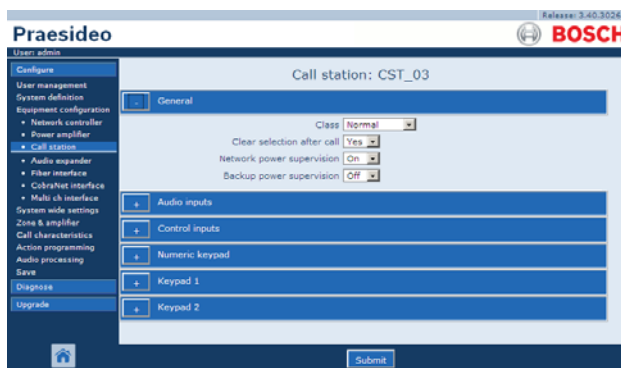 Release: 3.40.3026
Praesideo
BOSCH
User: admin
Configure
User management
System definition
Equipment configuration
• Network controller
• Power amplifier
• Call station
• Audio expander
• Fiber interface
• CobraNet interface
• Multi ch interface
System wide settings
Zone & amplifier
Call characteristics
Action programming
Audio processing
Save
Diagnose
Upgrade
Call station: CST_03
- General
Class Normal
Clear selection after call Yes
Network power supervision On
Backup power supervision Off
+ Audio inputs
+ Control inputs
+ Numeric keypad
+ Keypad 1
+ Keypad 2
Submit